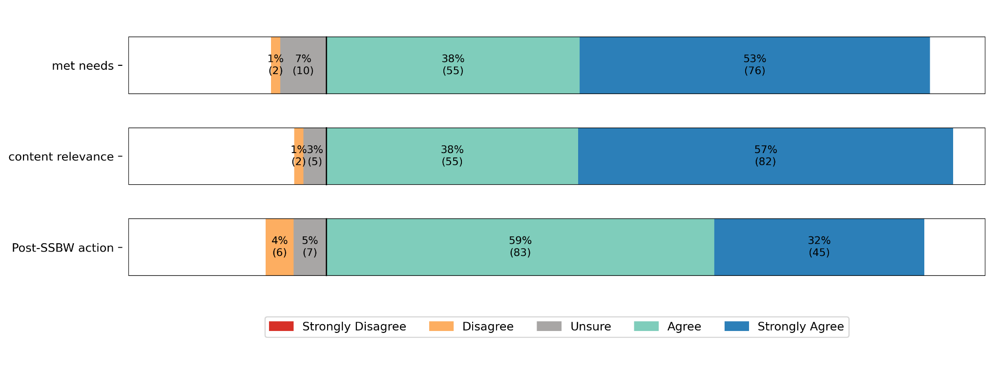 met needs
1% 7% 38% 53%
(2) (10) (55) (76)
content relevance
1% 3% 38% 57%
(2) (5) (55) (82)
Post-SSBW action
4% 5% 59% 32%
(6) (7) (83) (45)
Strongly Disagree Disagree Unsure Agree Strongly Agree